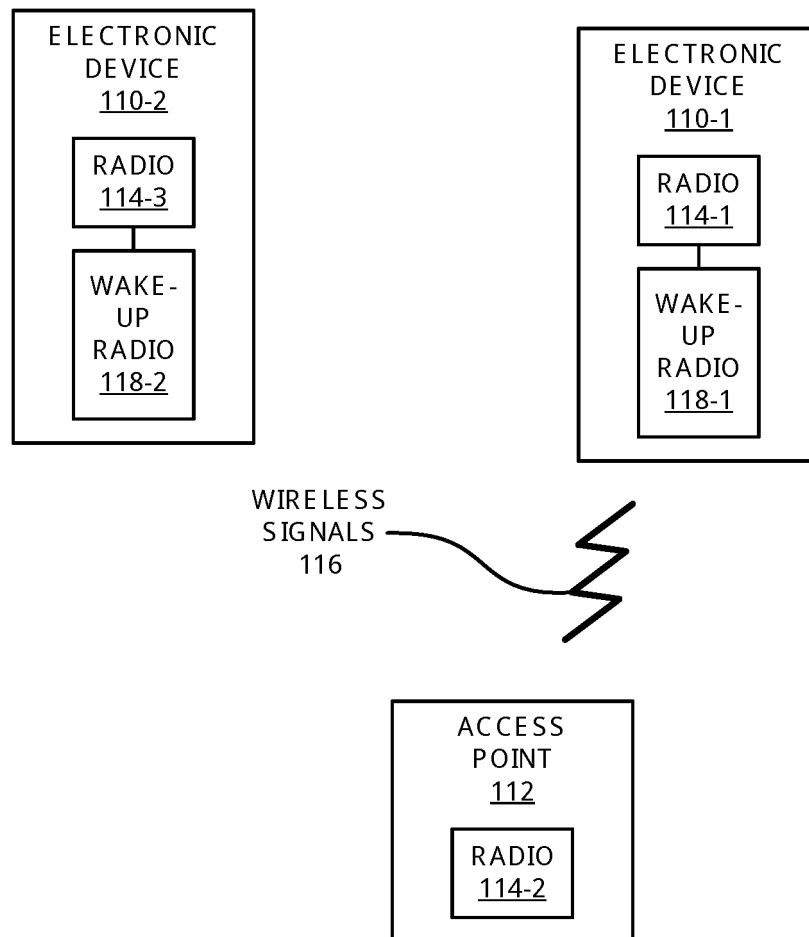 ELECTRONIC
DEVICE
110-2
RADIO
114-3
WAKE-
UP
RADIO
118-2
ELECTRONIC
DEVICE
110-1
RADIO
114-1
WAKE-
UP
RADIO
118-1
WIRELESS
SIGNALS
116
ACCESS
POINT
112
RADIO
114-2